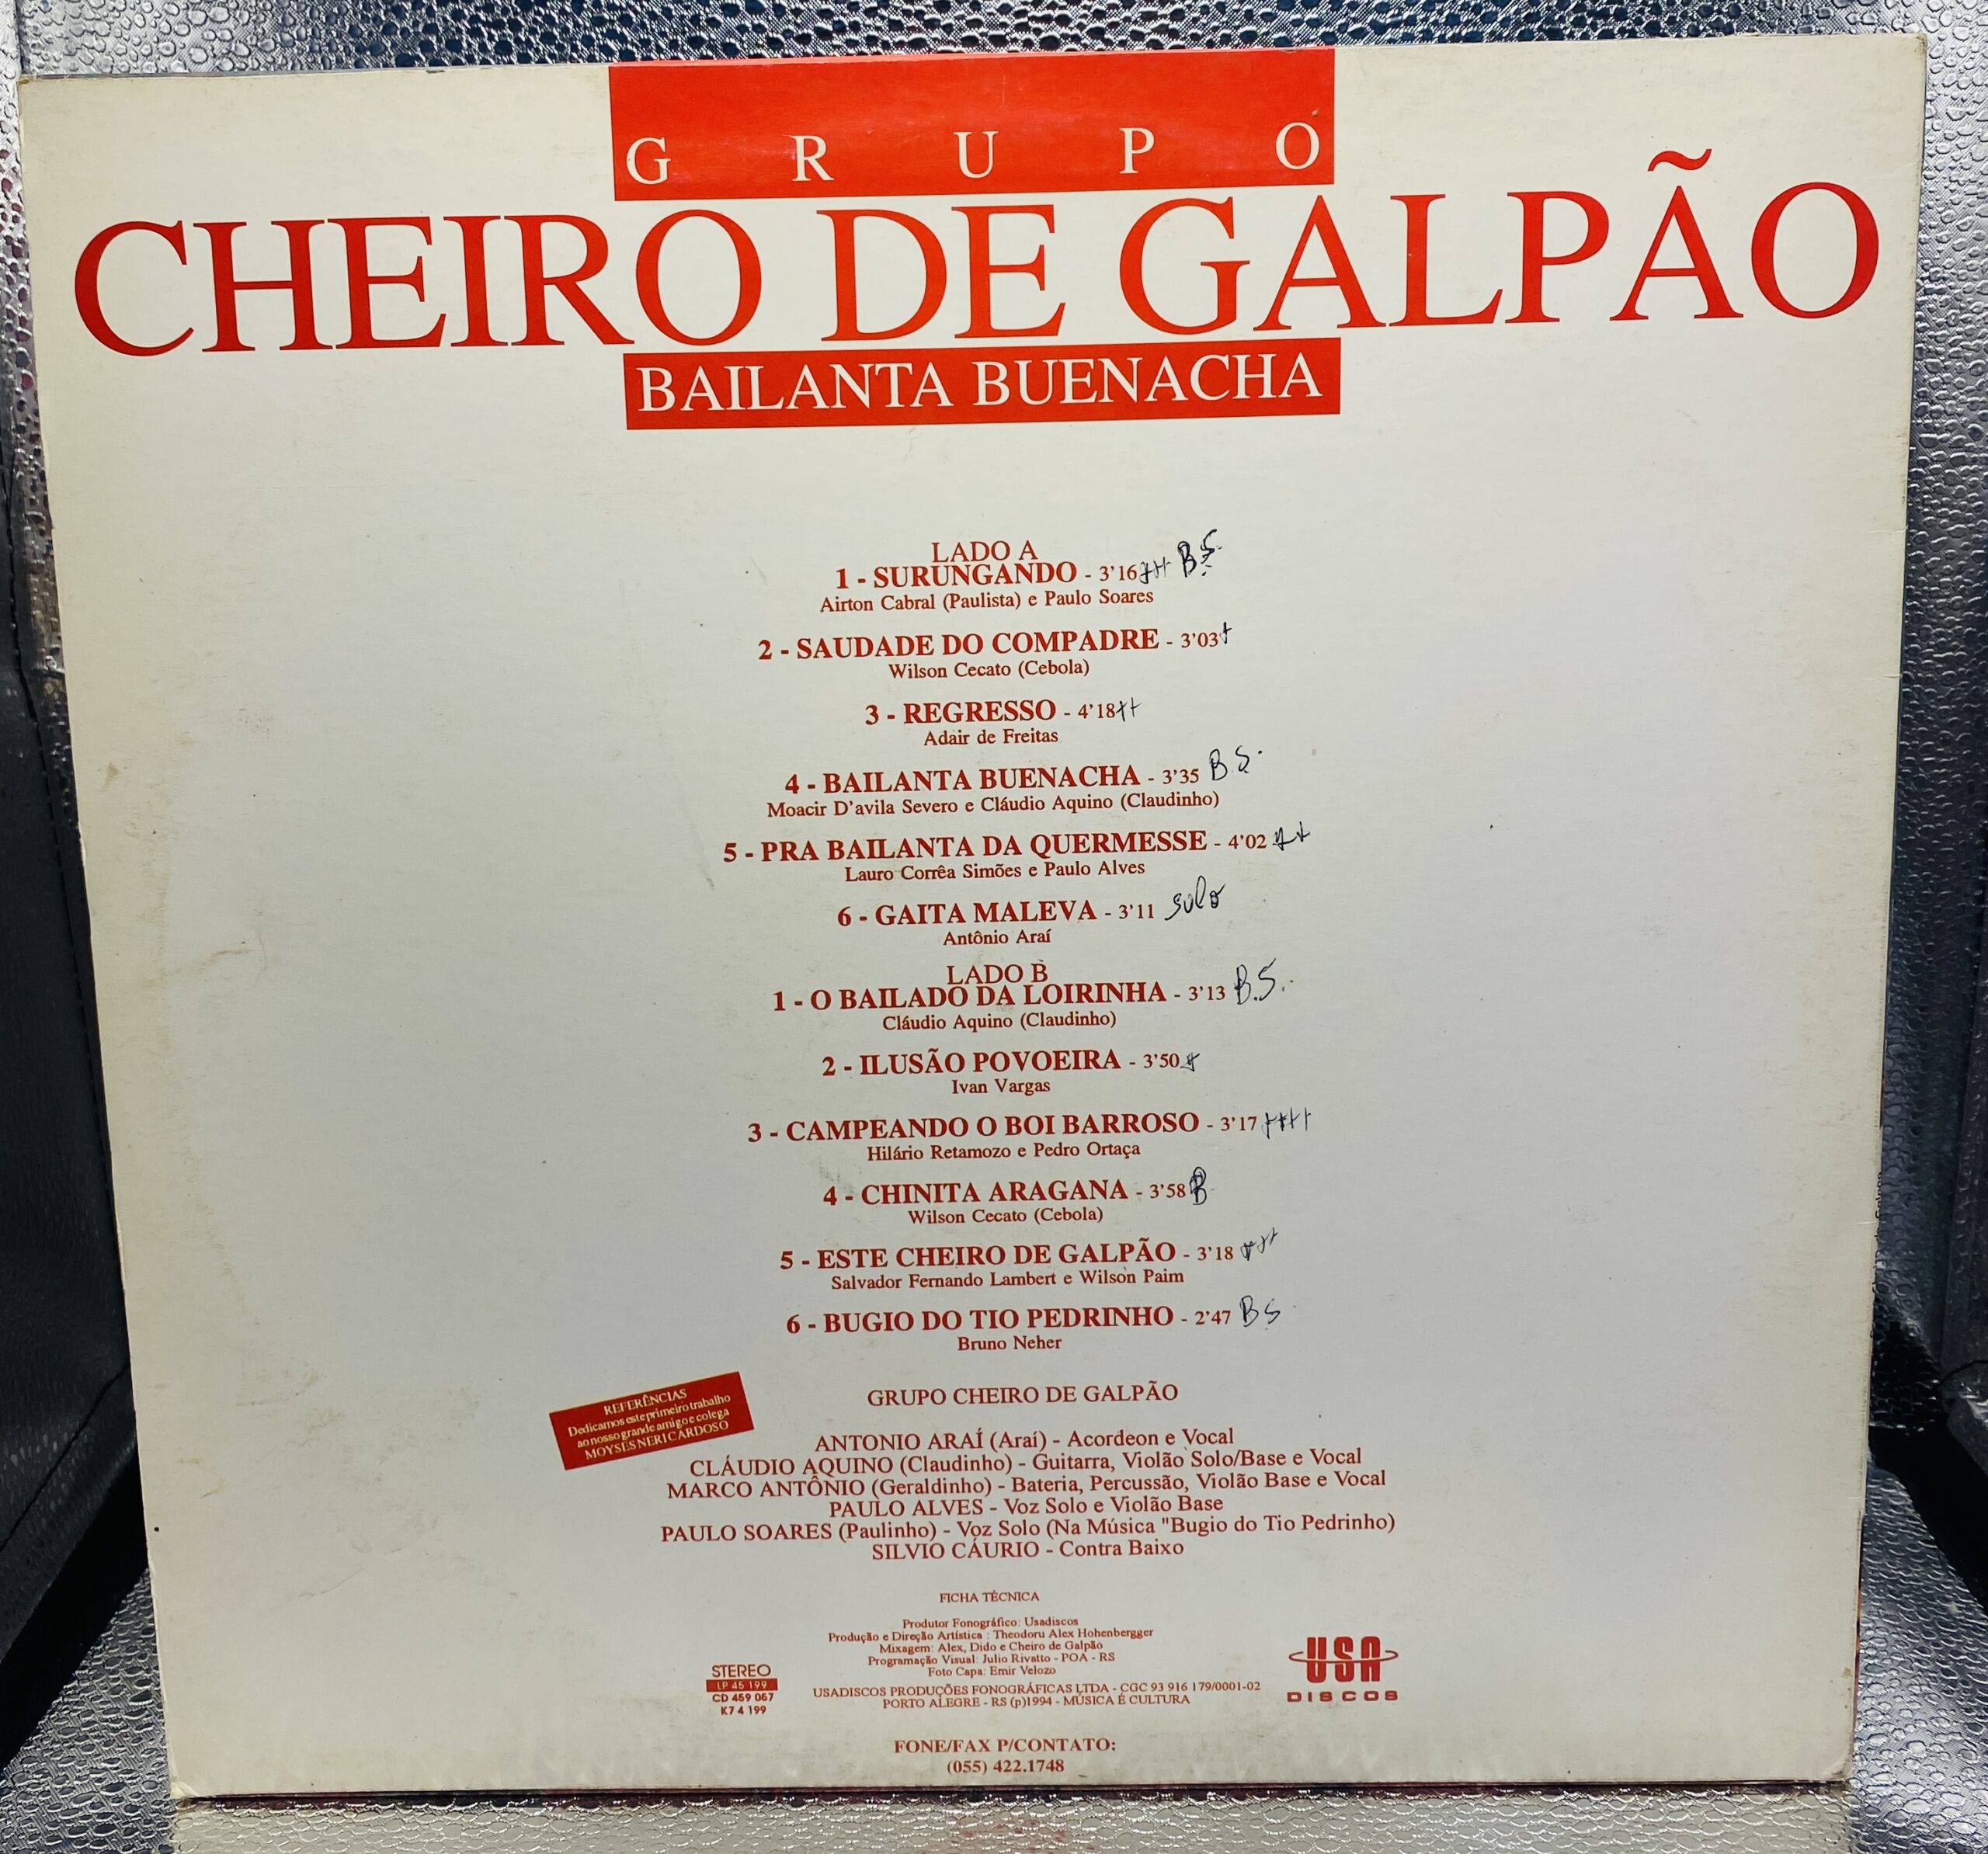 GRUPO
CHEIRO DE GALPÃO
BAILANTA BUENACHA
LADO A
1 - SURUNGANDO - 3'16 +++ B.S.
Airton Cabral (Paulista) e Paulo Soares
2 - SAUDADE DO COMPADRE - 3'03 +
Wilson Cecato (Cebola)
3 - REGRESSO - 4'18 ++
Adair de Freitas
4 - BAILANTA BUENACHA - 3'35 B S.
Moacir D'avila Severo e Cláudio Aquino (Claudinho)
5 - PRA BAILANTA DA QUERMESSE - 4'02 ++
Lauro Corrêa Simões e Paulo Alves
6 - GAITA MALEVA - 3'11 solo
Antônio Araí
LADO B
1 - O BAILADO DA LOIRINHA - 3'13 B.S.
Cláudio Aquino (Claudinho)
2 - ILUSÃO POVOEIRA - 3'50 +
Ivan Vargas
3 - CAMPEANDO O BOI BARROSO - 3'17 ++++
Hilário Retamozo e Pedro Ortaça
4 - CHINITA ARAGANA - 3'58 B
Wilson Cecato (Cebola)
5 - ESTE CHEIRO DE GALPÃO - 3'18 +++
Salvador Fernando Lambert e Wilson Paim
6 - BUGIO DO TIO PEDRINHO - 2'47 BS
Bruno Neher
REFERÊNCIAS
Dedicamos este primeiro trabalho
ao nosso grande amigo e colega
MOYSES NERI CARDOSO
GRUPO CHEIRO DE GALPÃO
ANTONIO ARAÍ (Araí) - Acordeon e Vocal
CLÁUDIO AQUINO (Claudinho) - Guitarra, Violão Solo/Base e Vocal
MARCO ANTÔNIO (Geraldinho) - Bateria, Percussão, Violão Base e Vocal
PAULO ALVES - Voz Solo e Violão Base
PAULO SOARES (Paulinho) - Voz Solo (Na Música "Bugio do Tio Pedrinho)
SILVIO CÁURIO - Contra Baixo
FICHA TÉCNICA
Produtor Fonográfico: Usadiscos
Produção e Direção Artística : Theodoru Alex Hohenbergger
Mixagem: Alex, Dido e Cheiro de Galpão
Programação Visual: Julio Rivatto - POA - RS
Foto Capa: Emir Velozo
USADISCOS PRODUÇÕES FONOGRÁFICAS LTDA - CGC 93 916 179/0001-02
PORTO ALEGRE - RS (p)1994 - MÚSICA É CULTURA
STEREO
LP 45 199
CD 459 067
K7 4 199
USA
DISCOS
FONE/FAX P/CONTATO:
(055) 422.1748